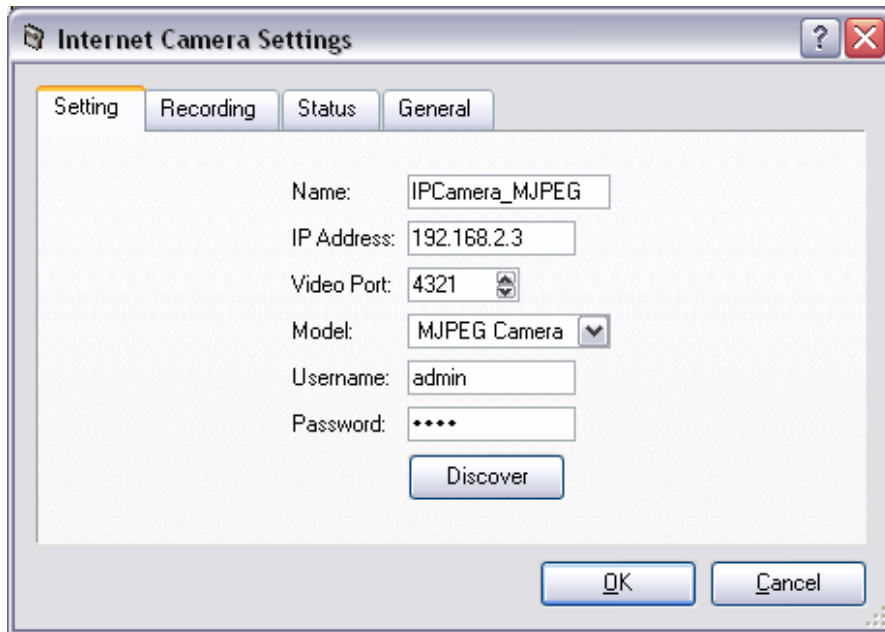 Internet Camera Settings
Setting Recording Status General
Name: IPCamera_MJPEG
IP Address: 192.168.2.3
Video Port: 4321
Model: MJPEG Camera
Username: admin
Password: ••••
Discover
OK Cancel